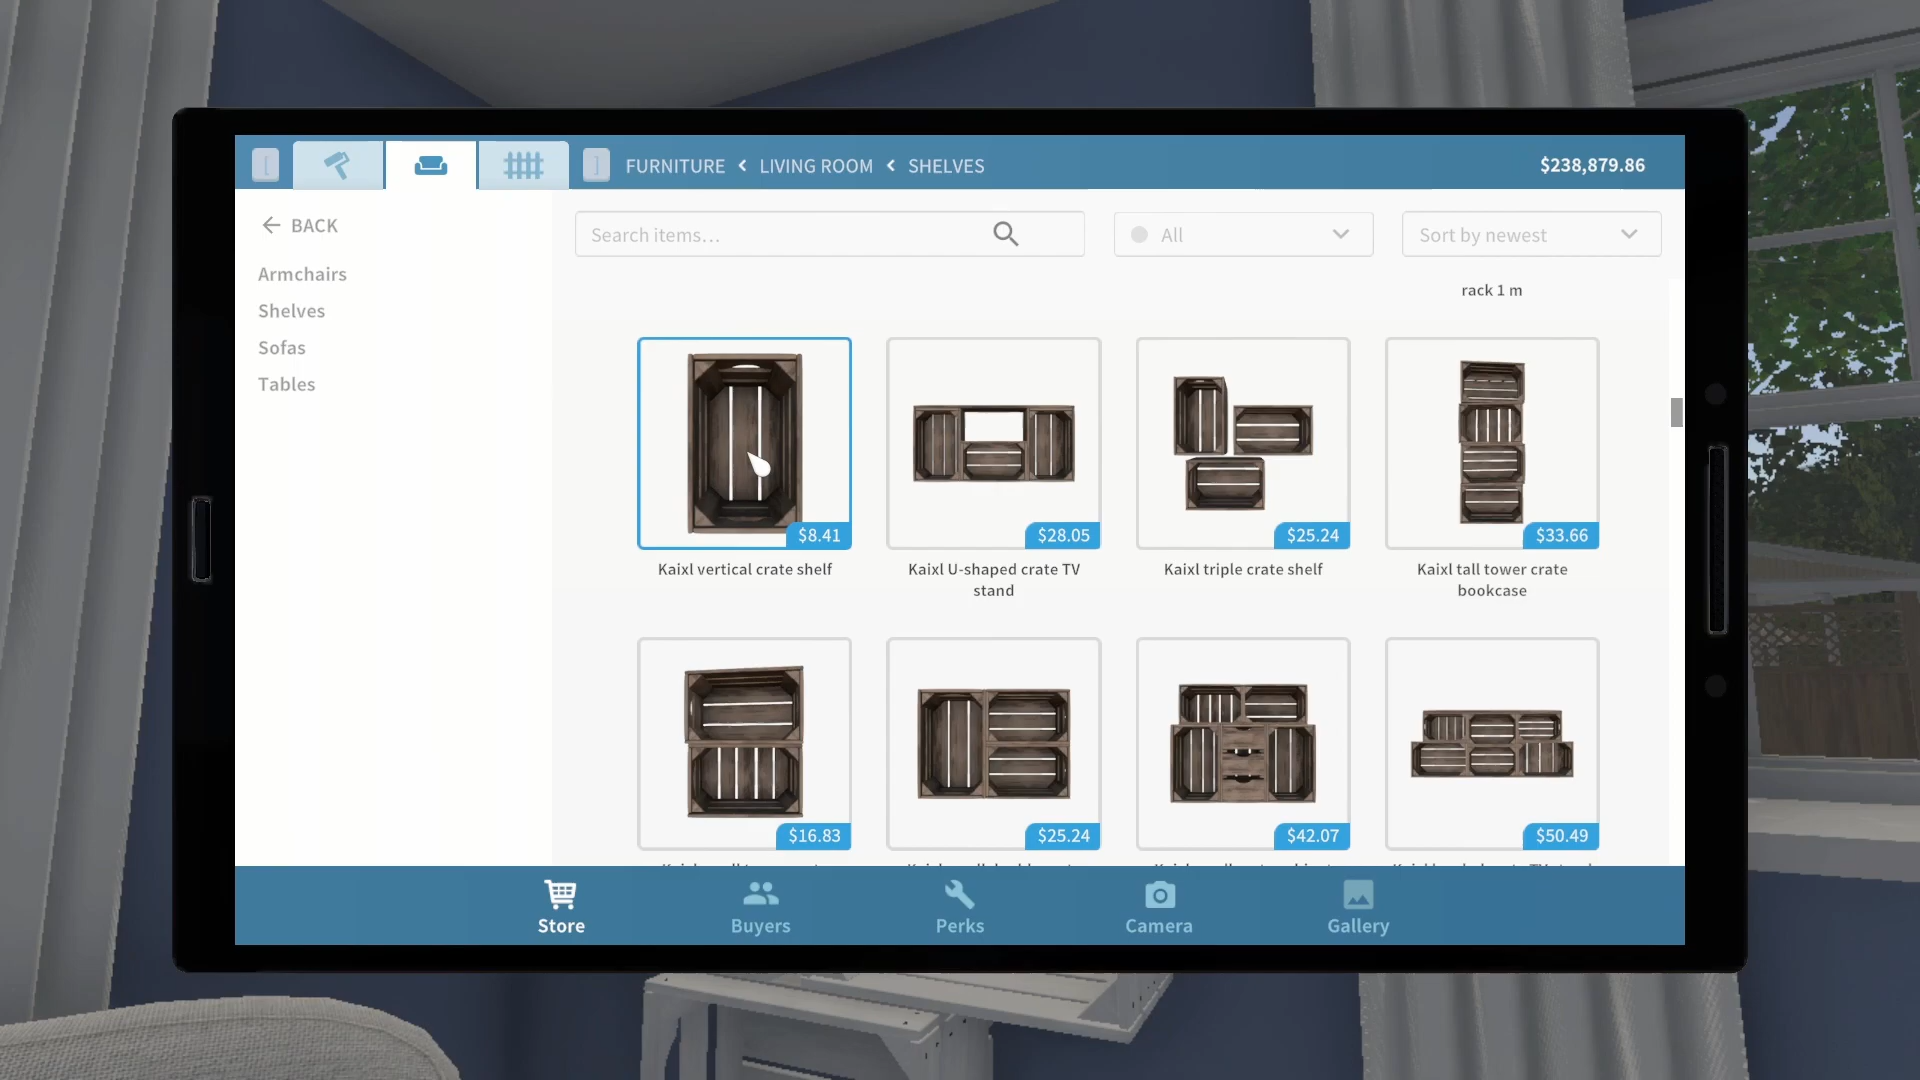 [
]
FURNITURE < LIVING ROOM < SHELVES
$238,879.86
BACK
Armchairs
Shelves
Sofas
Tables
Search items...
All
Sort by newest
rack 1 m
$8.41
$28.05
$25.24
$33.66
Kaixl vertical crate shelf
Kaixl U-shaped crate TV
stand
Kaixl triple crate shelf
Kaixl tall tower crate
bookcase
$16.83
$25.24
$42.07
$50.49
Store
Buyers
Perks
Camera
Gallery